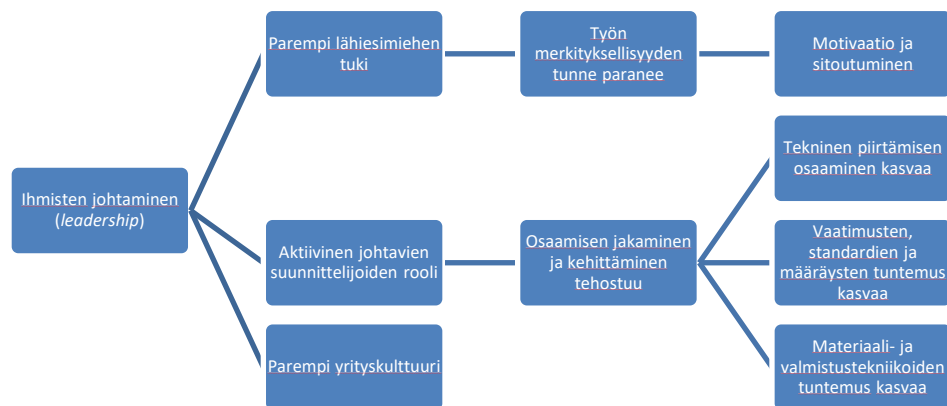 Parempi lähiesimiehen
tuki
Työn
merkityksellisyyden
tunne paranee
Motivaatio ja
sitoutuminen
Tekninen piirtämisen
osaaminen kasvaa
Ihmisten johtaminen
(leadership)
Aktiivinen johtavien
suunnittelijoiden rooli
Osaamisen jakaminen
ja kehittäminen
tehostuu
Vaatimusten,
standardien ja
määräysten tuntemus
kasvaa
Parempi yrityskulttuuri
Materiaali- ja
valmistustekniikoiden
tuntemus kasvaa